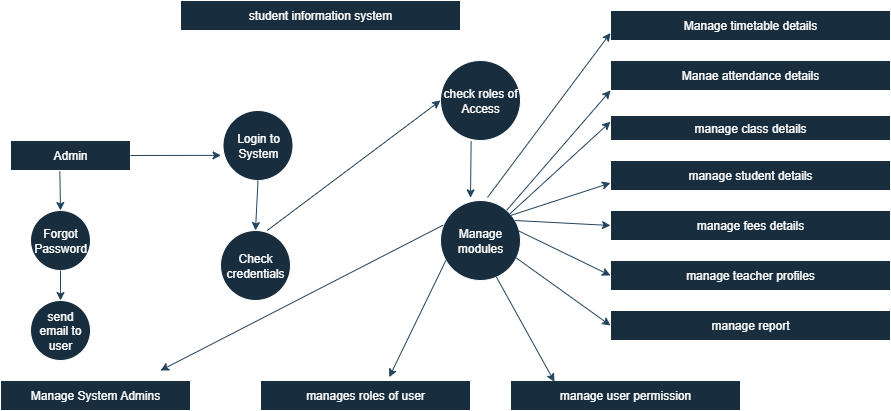 student information system
Manage timetable details
Manae attendance details
check roles of
Access
manage class details
Login to
System
Admin
manage student details
Forgot
Password
manage fees details
Manage
modules
Check
credentials
manage teacher profiles
send
email to
user
manage report
Manage System Admins
manages roles of user
manage user permission